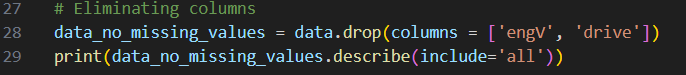 27 # Eliminating columns
28 data_no_missing_values = data.drop(columns = ['engV', 'drive'])
29 print(data_no_missing_values.describe(include='all'))